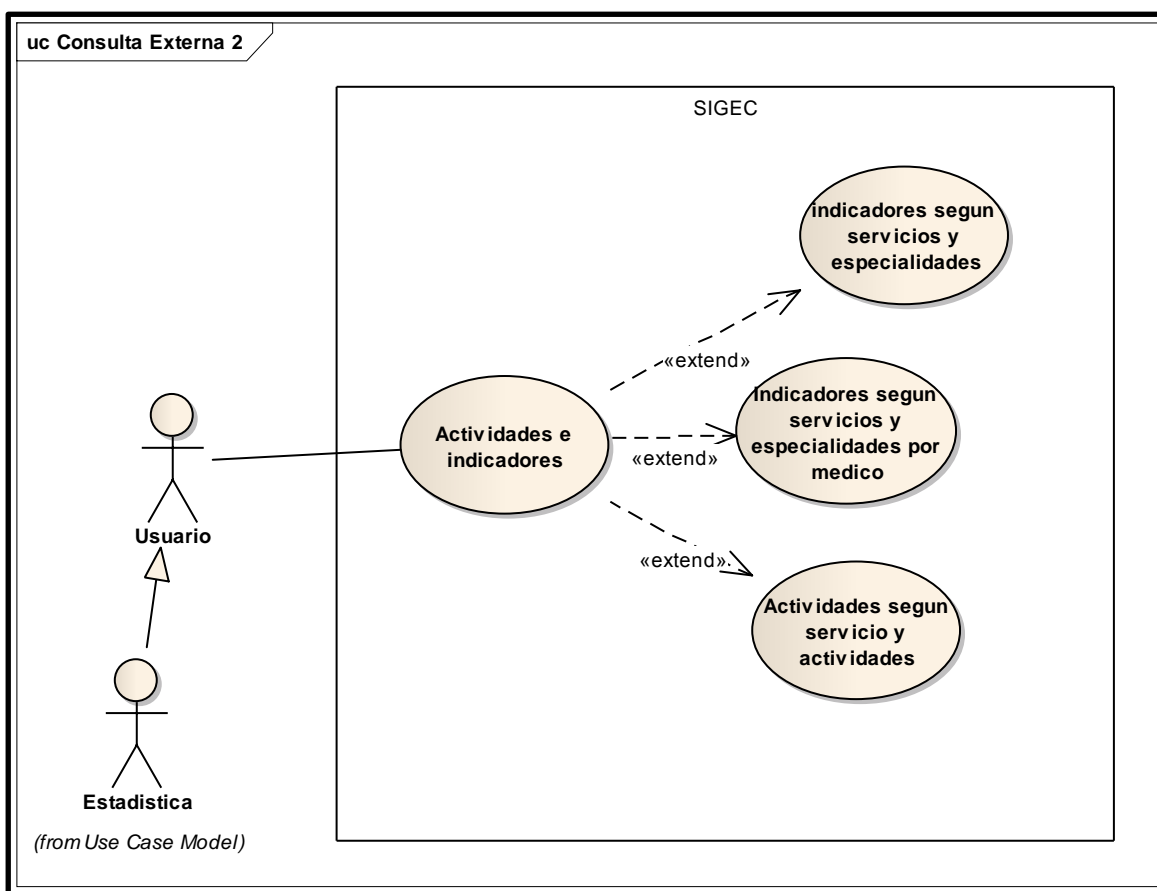 uc Consulta Externa 2
SIGEC
indicadores segun
servicios y
especialidades
«extend»
Indicadores segun
servicios y
especialidades por
medico
«extend»
Actividades e
indicadores
Usuario
«extend»
Actividades segun
servicio y
actividades
Estadistica
(from Use Case Model)